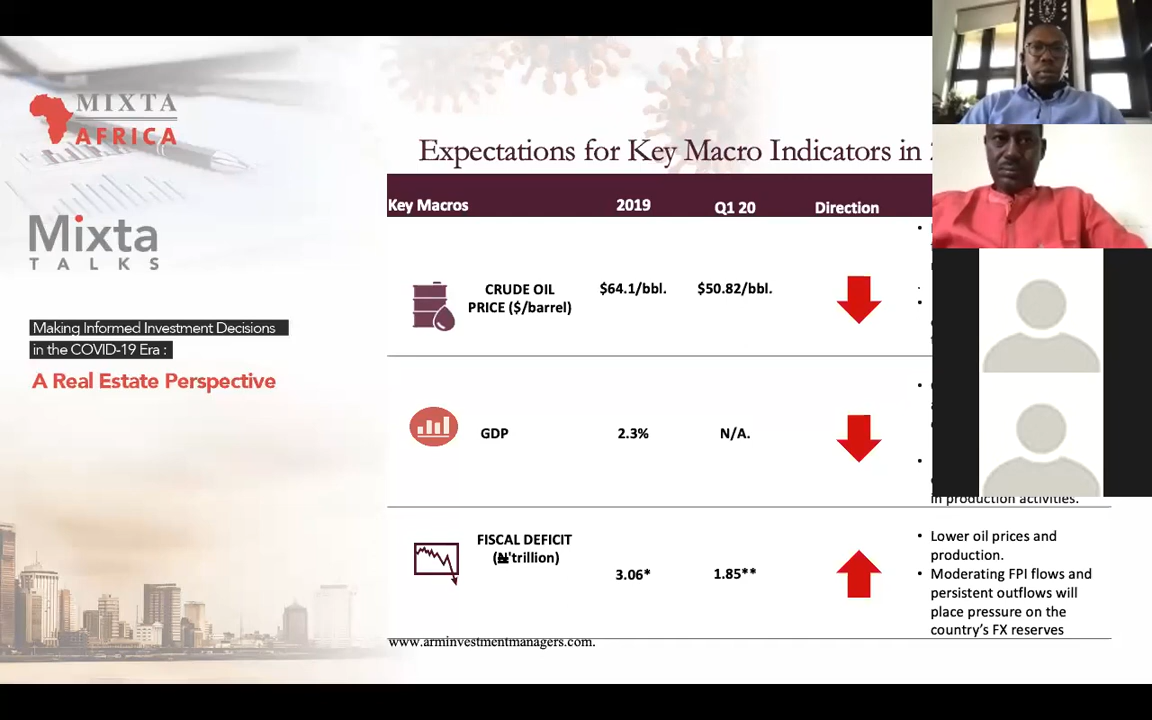 MIXTA
AFRICA
Mixta
TALKS
Making Informed Investment Decisions
in the COVID-19 Era :
A Real Estate Perspective
Expectations for Key Macro Indicators in
Key Macros 2019 Q1 20 Direction
CRUDE OIL
PRICE ($/barrel)
$64.1/bbl. $50.82/bbl.
GDP 2.3% N/A.
in production activities.
FISCAL DEFICIT
(₦'trillion)
3.06* 1.85**
• Lower oil prices and
production.
• Moderating FPI flows and
persistent outflows will
place pressure on the
country's FX reserves
www.arminvestmentmanagers.com.